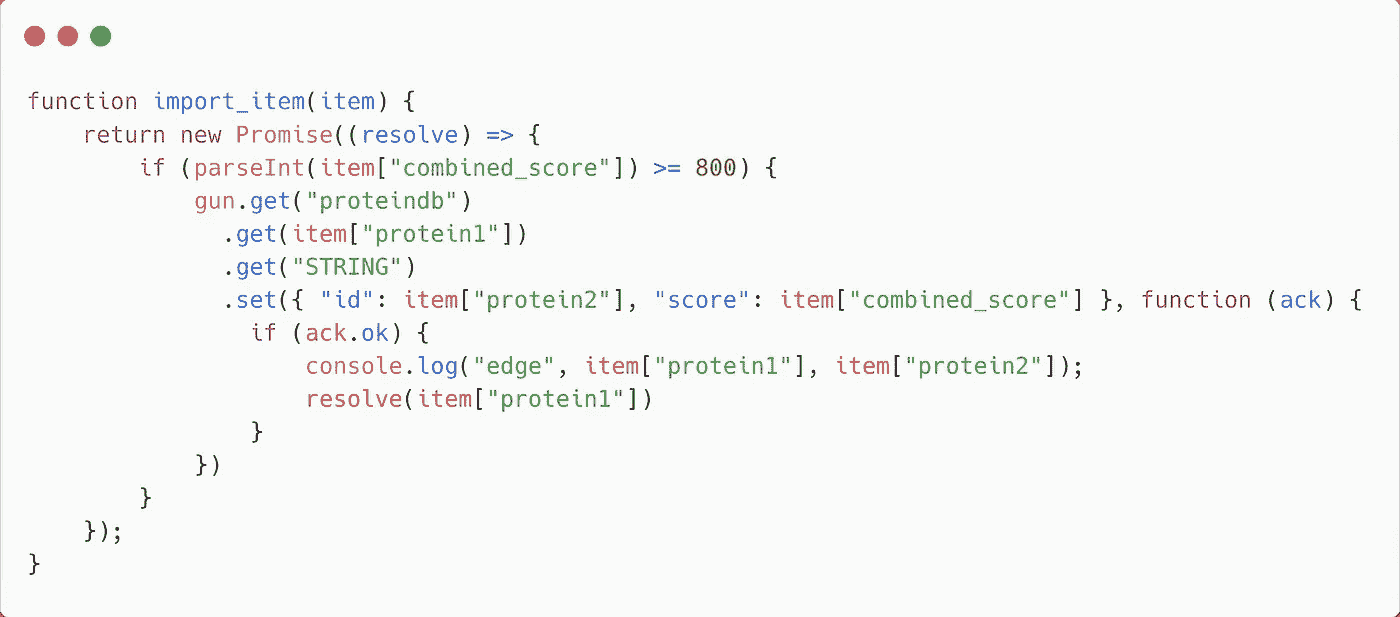 function import_item(item) {
    return new Promise((resolve) => {
        if (parseInt(item["combined_score"]) >= 800) {
            gun.get("proteindb")
              .get(item["protein1"])
              .get("STRING")
              .set({ "id": item["protein2"], "score": item["combined_score"] }, function (ack) {
                if (ack.ok) {
                    console.log("edge", item["protein1"], item["protein2"]);
                    resolve(item["protein1"])
                }
            })
        }
    });
}